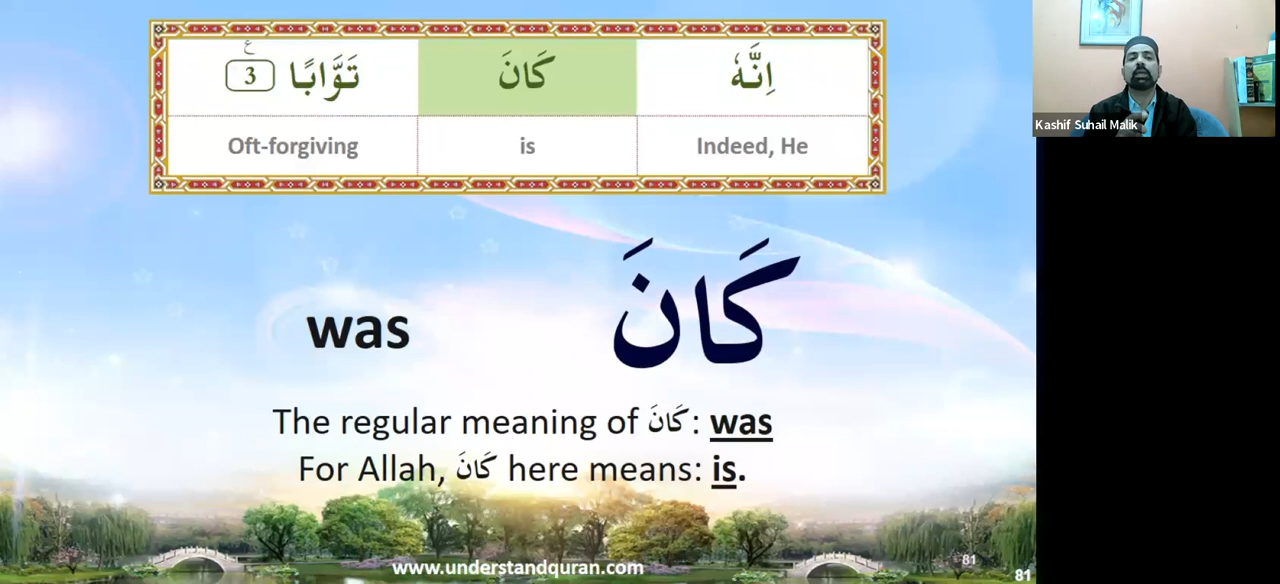 اِنَّهٗ كَانَ تَوَّابًا 3 ع
Indeed, He is Oft-forgiving
Kashif Suhail Malik
كَانَ was
The regular meaning of كَانَ: was
For Allah, كَانَ here means: is.
www.understandquran.com
81
81